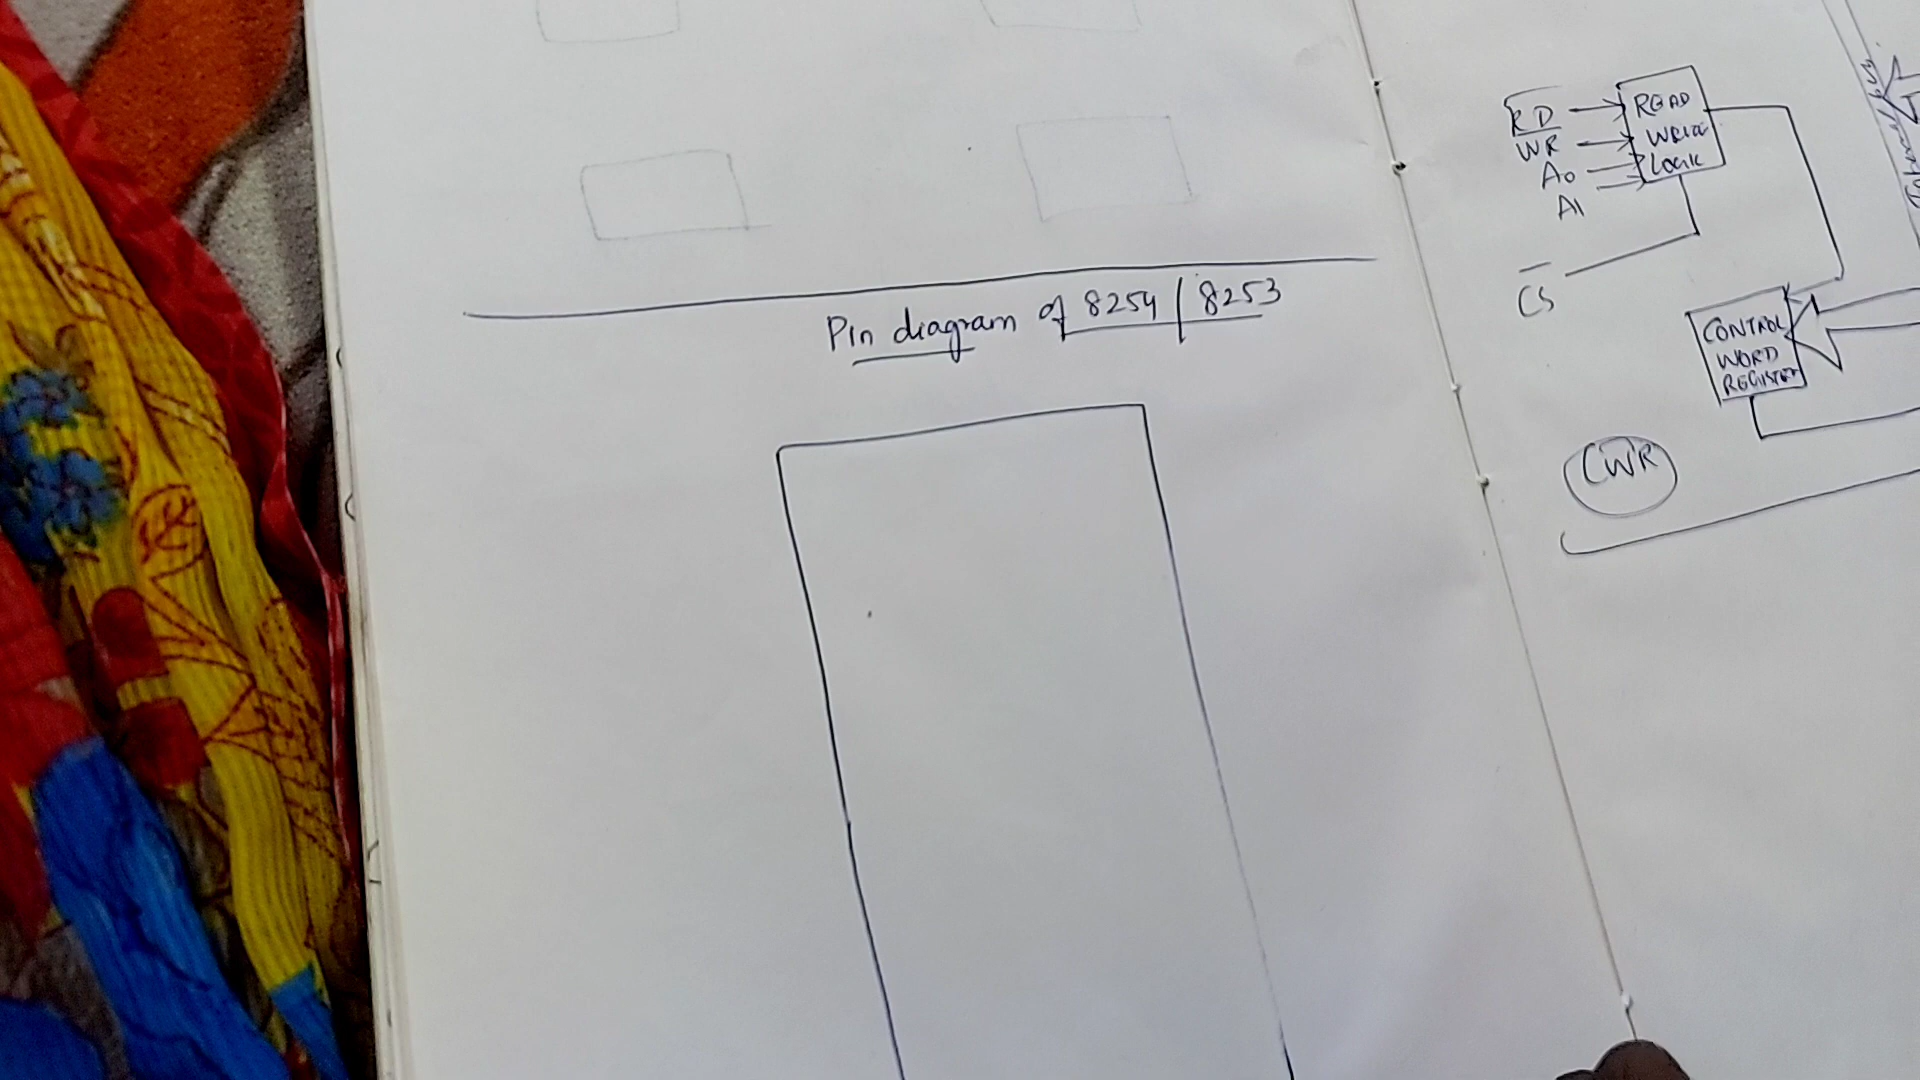 Pin diagram of 8254 / 8253
RD
WR
A0
A1
CS
READ
WRITE
LOGIC
CONTROL
WORD
REGISTER
CWR